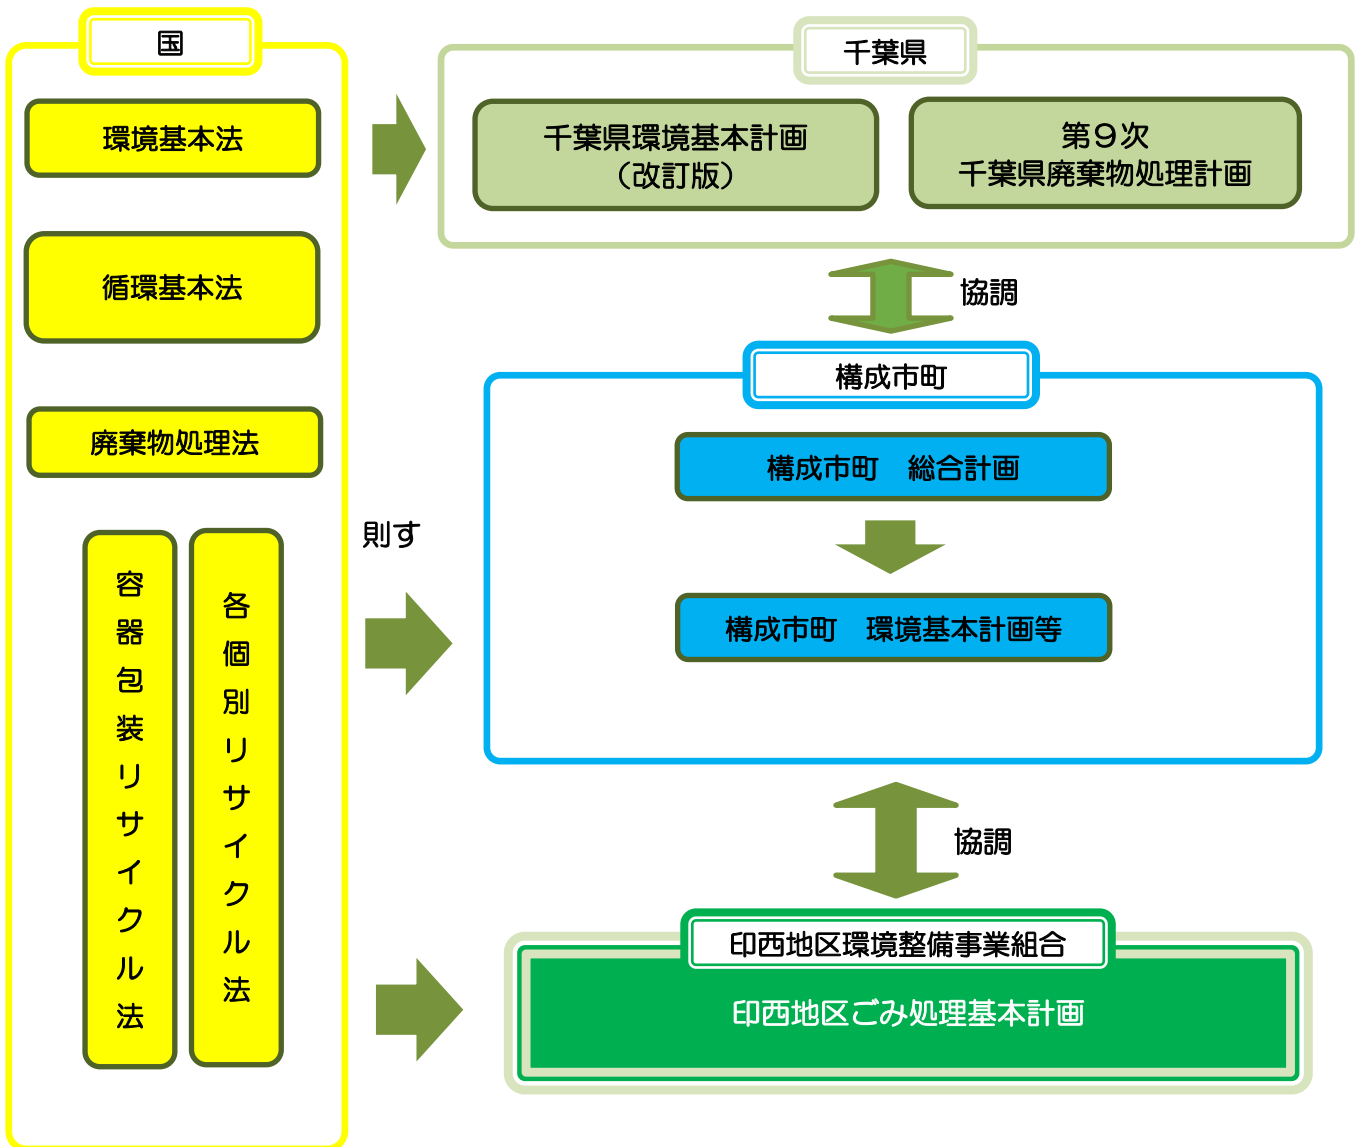 国
環境基本法
循環基本法
廃棄物処理法
容器包装リサイクル法
各個別リサイクル法
則す
千葉県
千葉県環境基本計画
（改訂版）
第９次
千葉県廃棄物処理計画
協調
構成市町
構成市町　総合計画
構成市町　環境基本計画等
協調
印西地区環境整備事業組合
印西地区ごみ処理基本計画